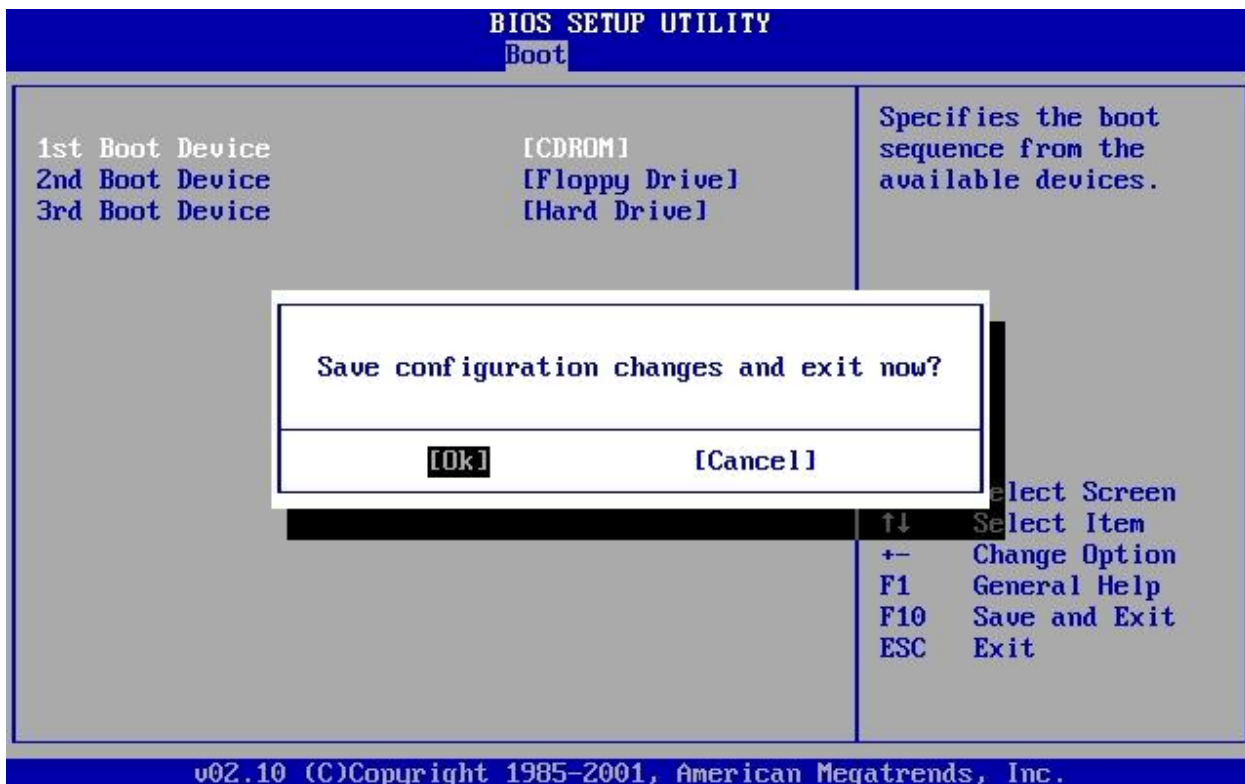 BIOS SETUP UTILITY
Boot
1st Boot Device [CDROM]
2nd Boot Device [Floppy Drive]
3rd Boot Device [Hard Drive]
Specifies the boot
sequence from the
available devices.
Save configuration changes and exit now?
[Ok] [Cancel]
elect Screen
↑↓ Select Item
+- Change Option
F1 General Help
F10 Save and Exit
ESC Exit
v02.10 (C)Copyright 1985-2001, American Megatrends, Inc.